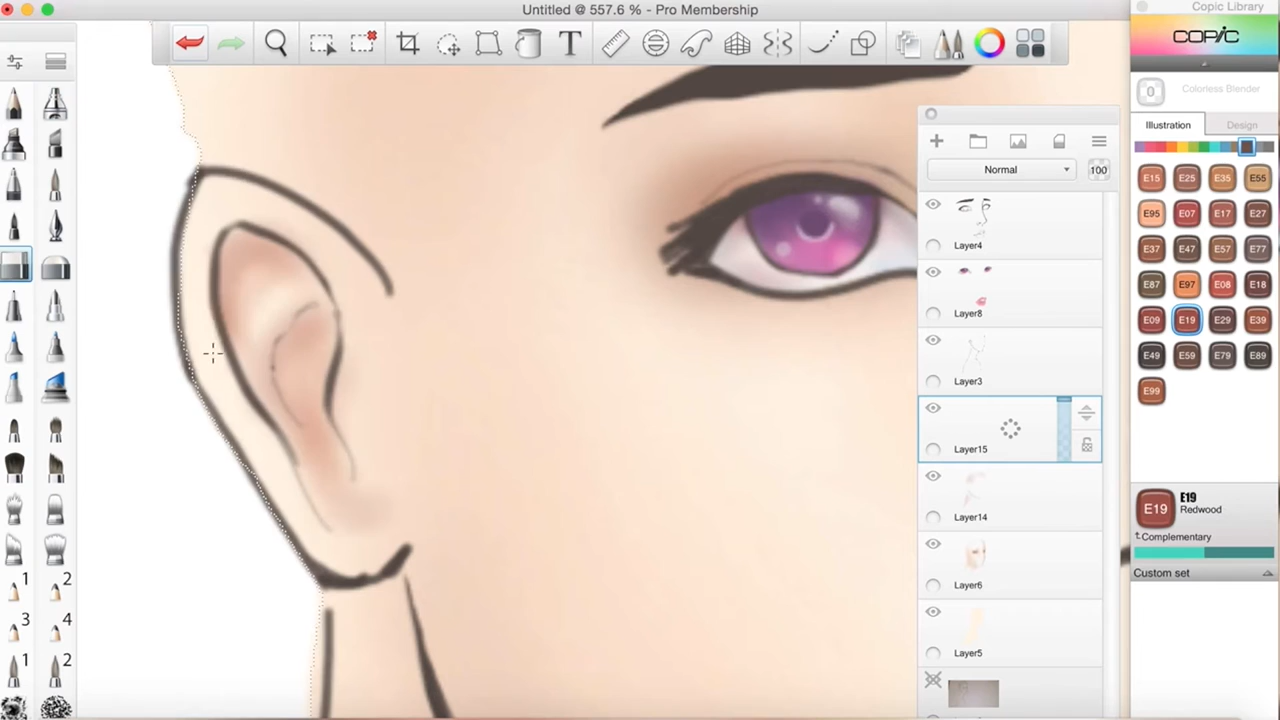 Untitled @ 557.6 % - Pro Membership
Copic Library
T
COPIC
0
Colorless Blender
Illustration
Design
Normal
100
Layer4
Layer8
Layer3
Layer15
Layer14
Layer6
Layer5
E15 E25 E35 E55
E95 E07 E17 E27
E37 E47 E57 E77
E87 E97 E08 E18
E09 E19 E29 E39
E49 E59 E79 E89
E99
E19
E19
Redwood
Complementary
Custom set
1 2
3 4
1 2